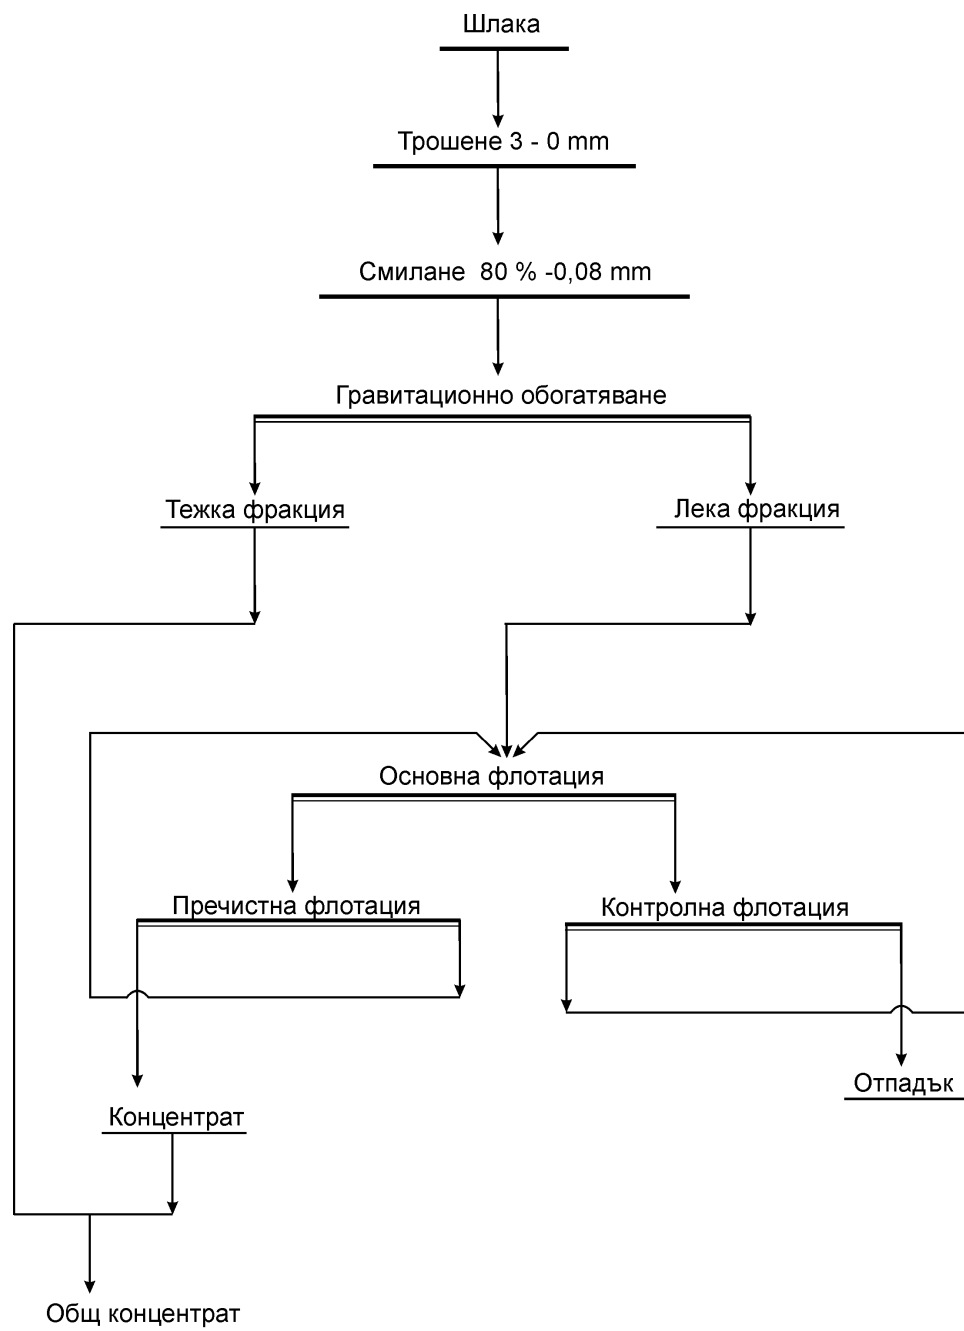 Шлака
Трошене 3 - 0 mm
Смилане  80 % -0,08 mm
Гравитационно обогатяване
Тежка фракция
Лека фракция
Основна флотация
Пречистна флотация
Контролна флотация
Отпадък
Концентрат
Общ концентрат